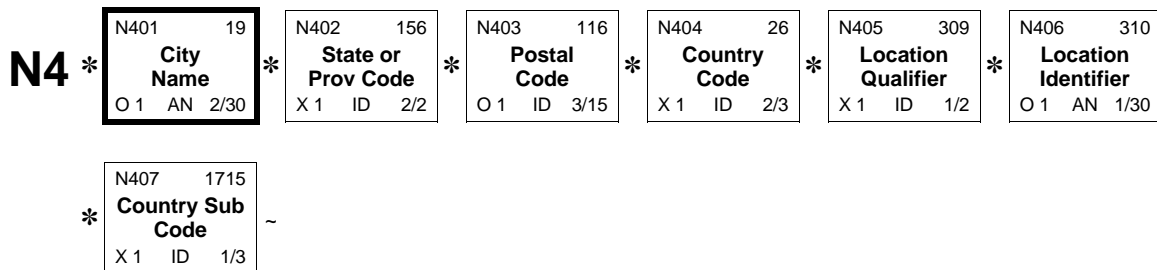 N401 19 N402 156 N403 116 N404 26 N405 309 N406 310
N4 * City Name * State or Prov Code * Postal Code * Country Code * Location Qualifier * Location Identifier
O 1 AN 2/30 X 1 ID 2/2 O 1 ID 3/15 X 1 ID 2/3 X 1 ID 1/2 O 1 AN 1/30
N407 1715
* Country Sub Code ~
X 1 ID 1/3